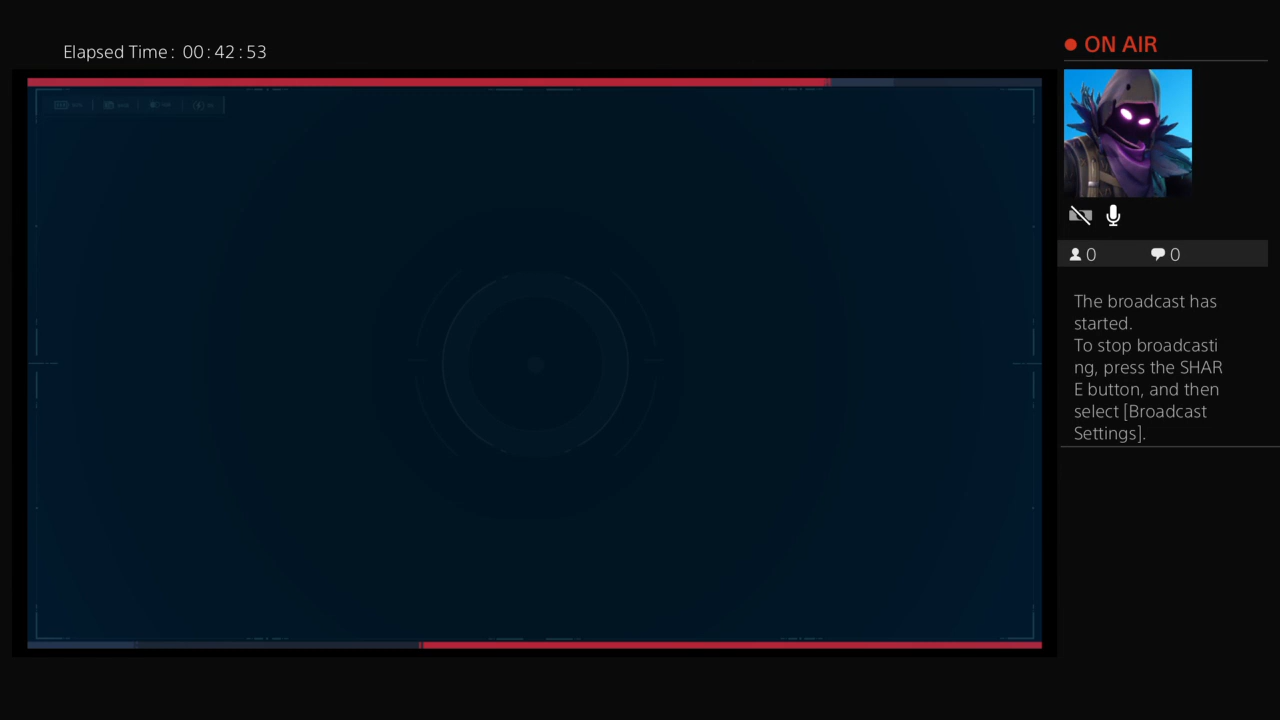 Elapsed Time: 00:42:53
ON AIR
0
0
The broadcast has
started.
To stop broadcasti
ng, press the SHAR
E button, and then
select [Broadcast
Settings].